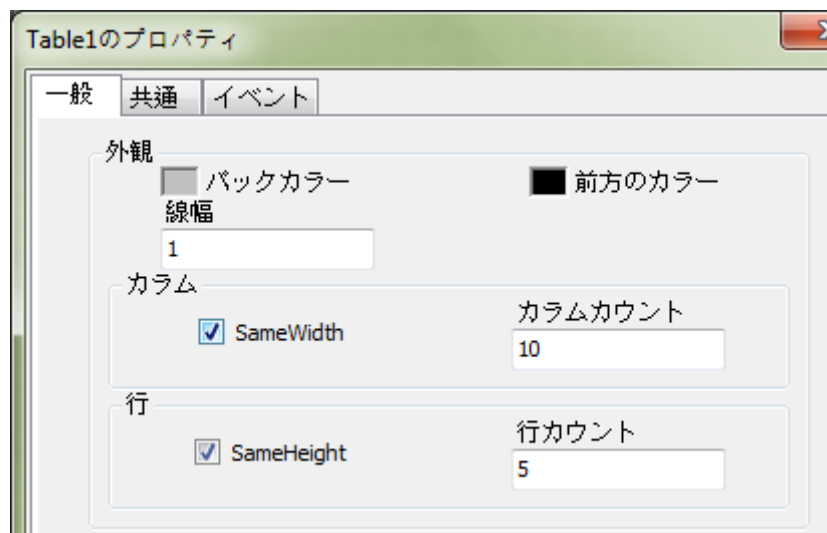 Table1のプロパティ
一般 共通 イベント
外観
バックカラー 前方のカラー
線幅
1
カラム
SameWidth カラムカウント
10
行
SameHeight 行カウント
5